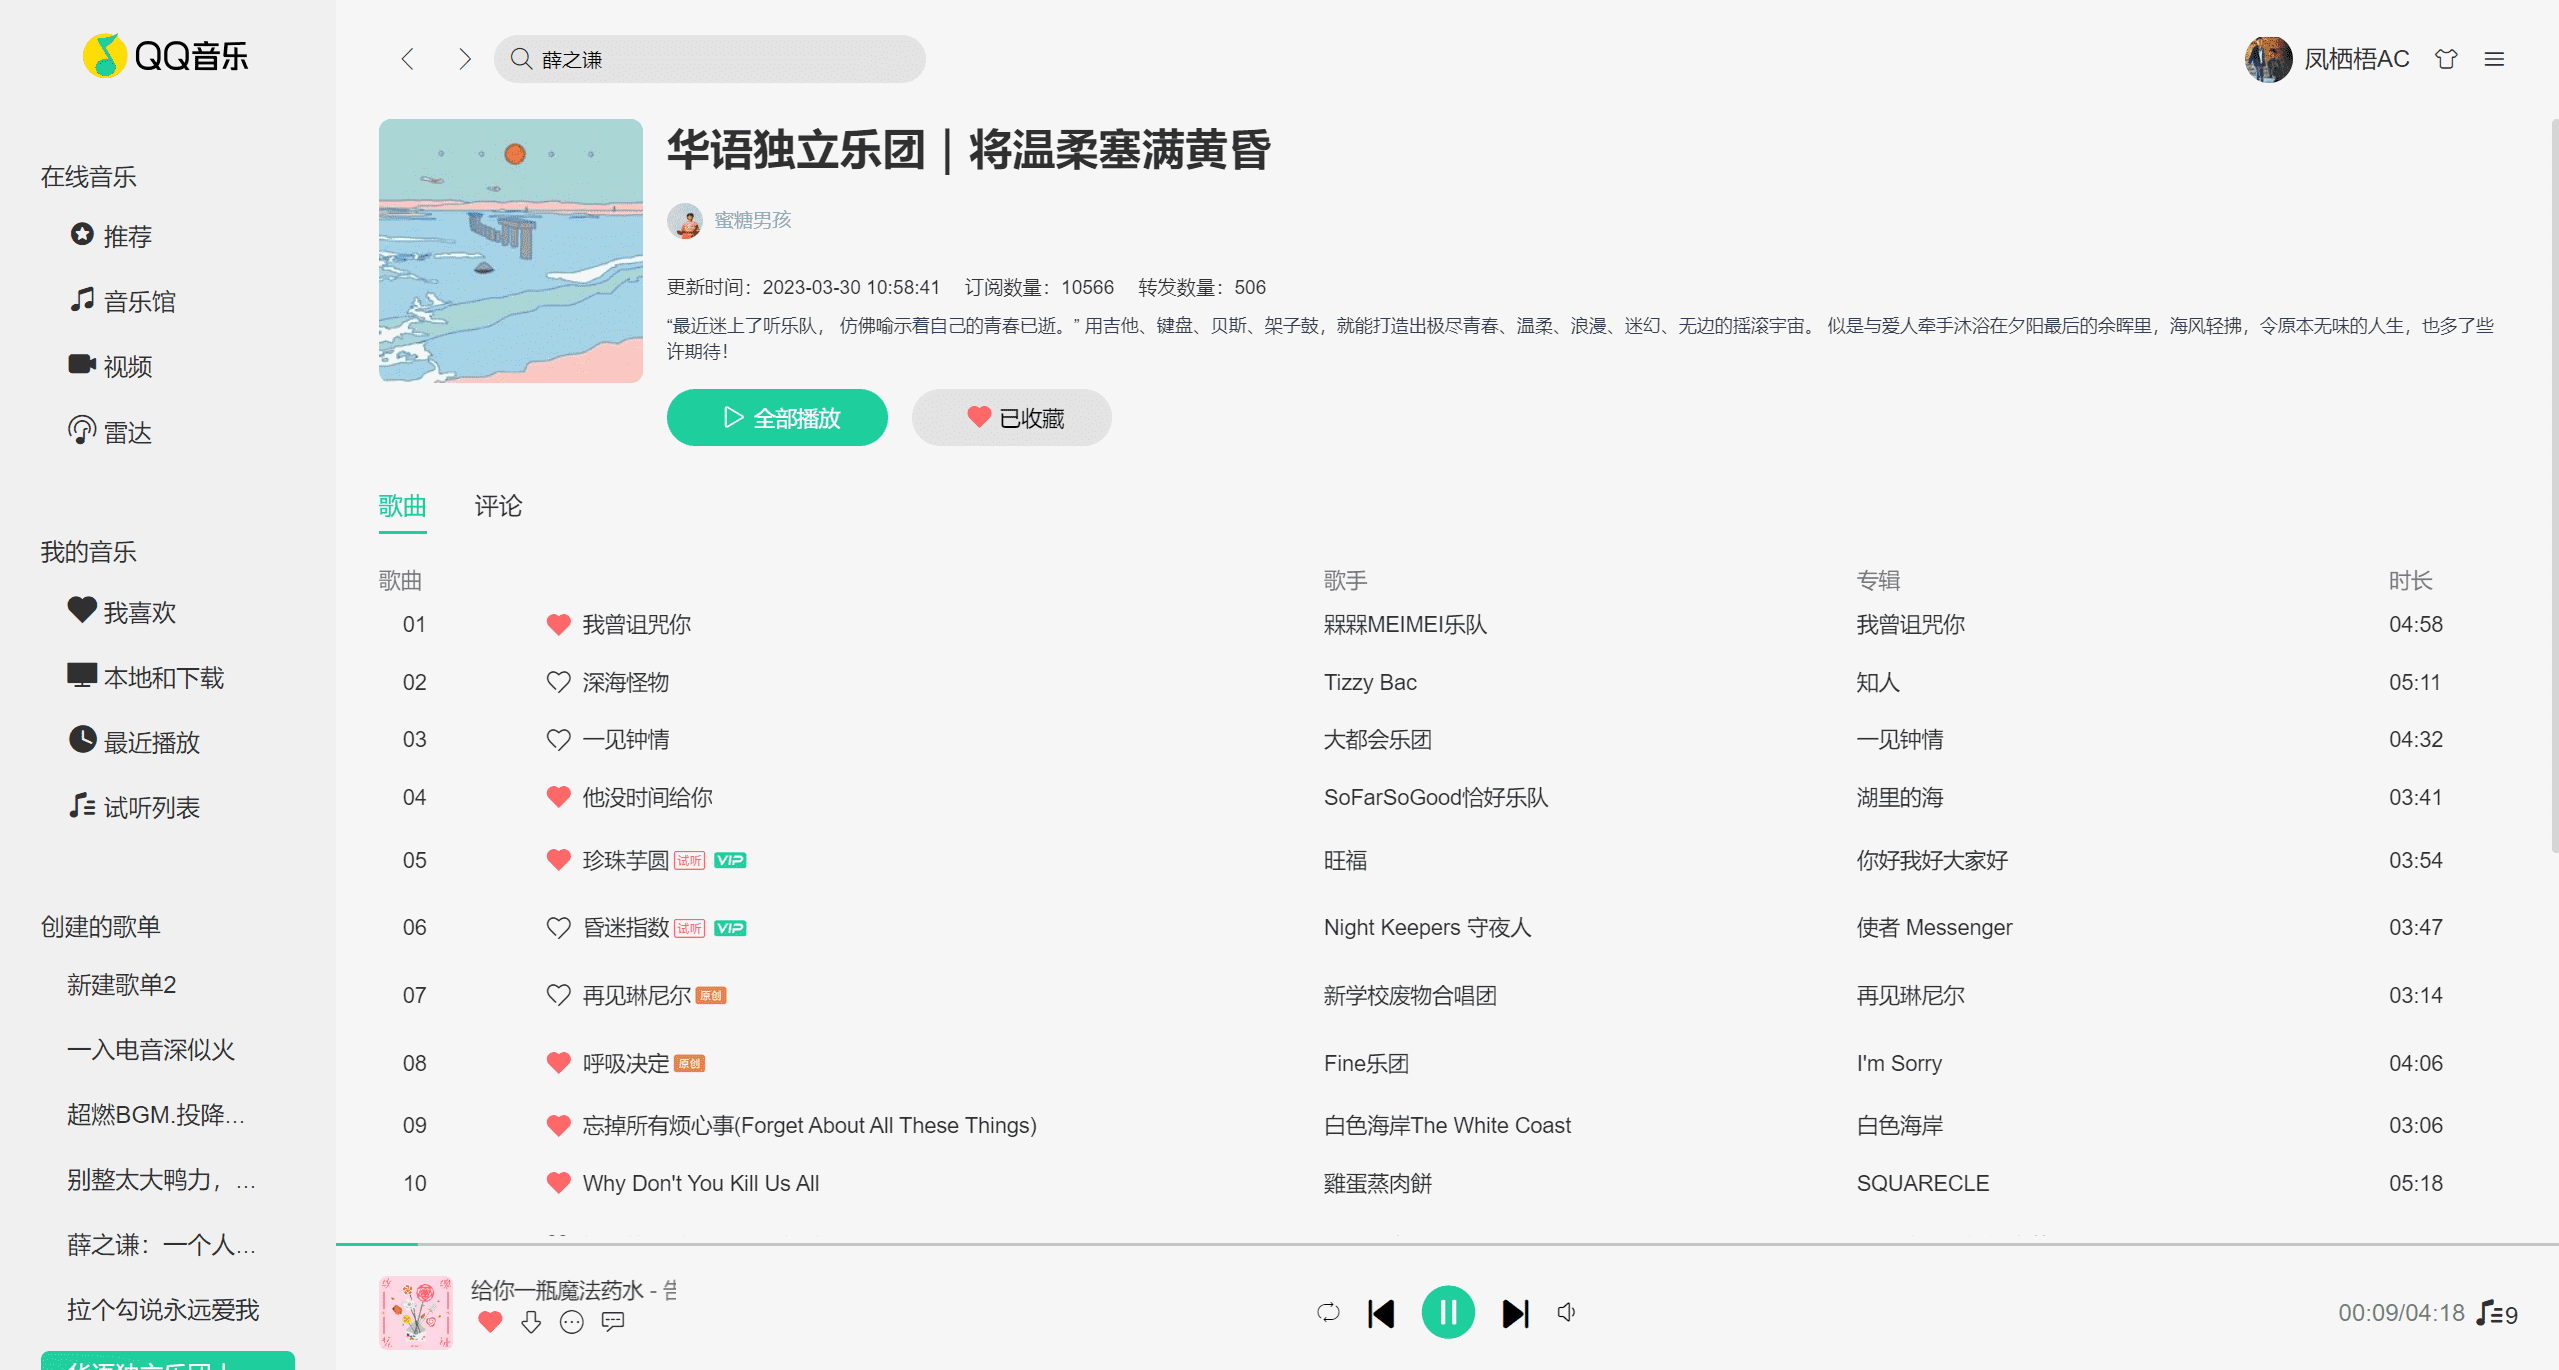 QQ音乐
薛之谦
凤栖梧AC
在线音乐
推荐
音乐馆
视频
雷达
我的音乐
我喜欢
本地和下载
最近播放
试听列表
创建的歌单
新建歌单2
一入电音深似火
超燃BGM.投降...
别整太大鸭力，...
薛之谦：一个人...
拉个勾说永远爱我
华语独立乐团｜将温柔塞满黄昏
蜜糖男孩
更新时间：2023-03-30 10:58:41 订阅数量：10566 转发数量：506
“最近迷上了听乐队， 仿佛喻示着自己的青春已逝。” 用吉他、键盘、贝斯、架子鼓，就能打造出极尽青春、温柔、浪漫、迷幻、无边的摇滚宇宙。 似是与爱人牵手沐浴在夕阳最后的余晖里，海风轻拂，令原本无味的人生，也多了些
许期待！
全部播放 已收藏
歌曲 评论
歌曲 歌手 专辑 时长
01 我曾诅咒你 槑槑MEIMEI乐队 我曾诅咒你 04:58
02 深海怪物 Tizzy Bac 知人 05:11
03 一见钟情 大都会乐团 一见钟情 04:32
04 他没时间给你 SoFarSoGood恰好乐队 湖里的海 03:41
05 珍珠芋圆 试听 VIP 旺福 你好我好大家好 03:54
06 昏迷指数 试听 VIP Night Keepers 守夜人 使者 Messenger 03:47
07 再见琳尼尔 原创 新学校废物合唱团 再见琳尼尔 03:14
08 呼吸决定 原创 Fine乐团 I'm Sorry 04:06
09 忘掉所有烦心事(Forget About All These Things) 白色海岸The White Coast 白色海岸 03:06
10 Why Don't You Kill Us All 雞蛋蒸肉餅 SQUARECLE 05:18
给你一瓶魔法药水 -
00:09/04:18 9